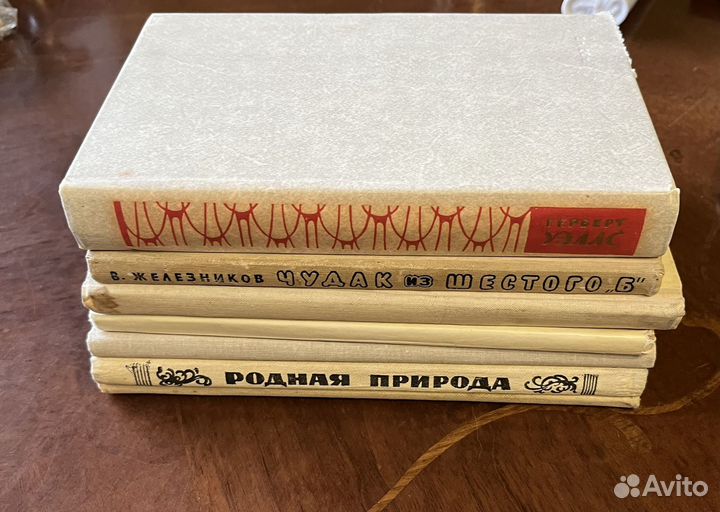 ГЕРБЕРТ
УЭЛЛС
В. ЖЕЛЕЗНИКОВ ЧУДАК ИЗ ШЕСТОГО „Б"
РОДНАЯ ПРИРОДА
Avito